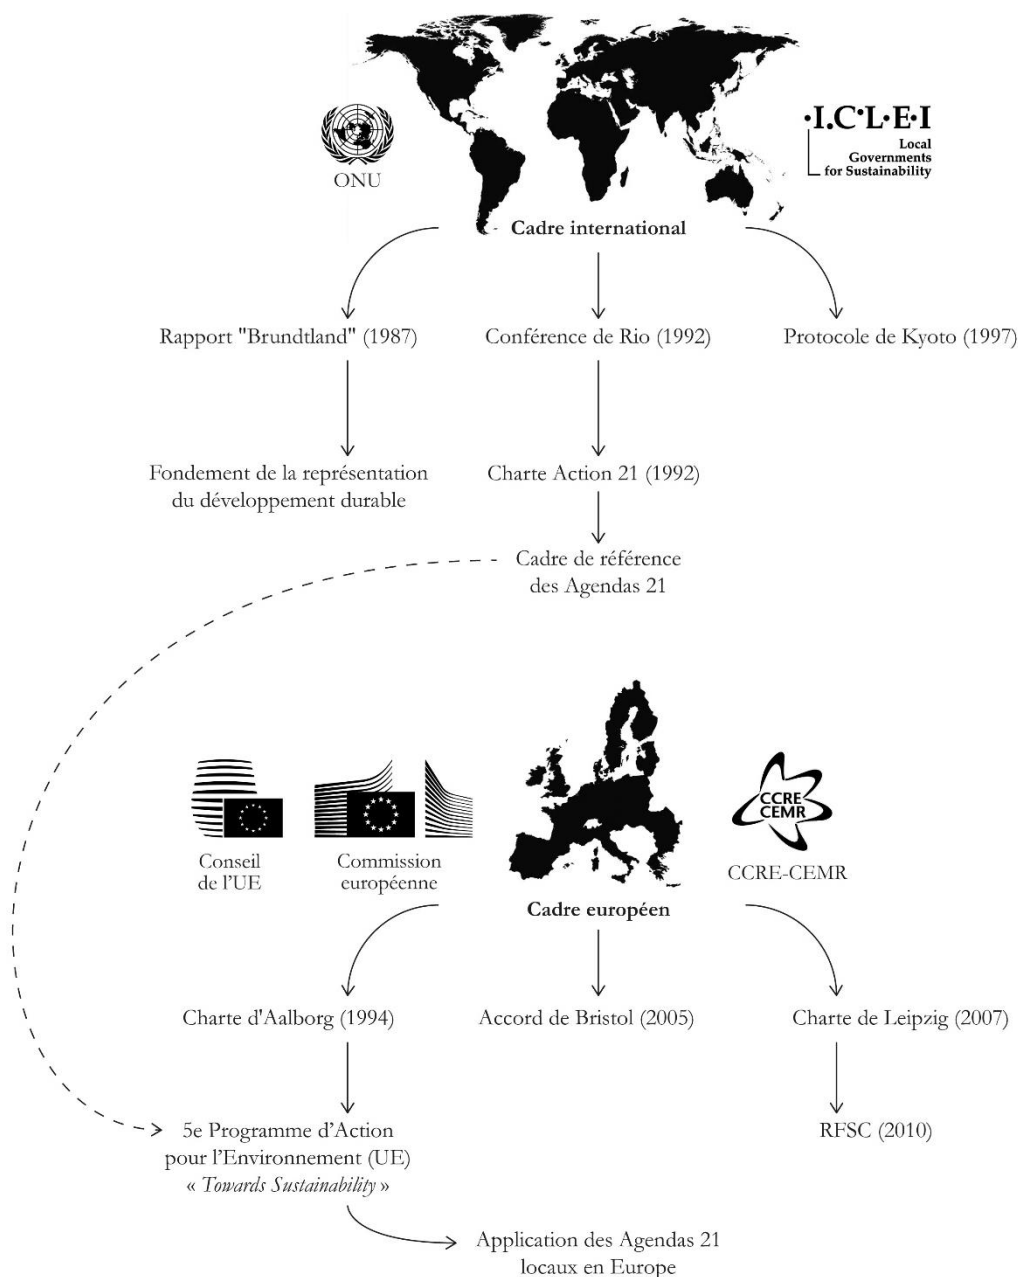 ·I.C·L·E·I
Local
Governments
for Sustainability
ONU
Cadre international
Rapport "Brundtland" (1987)
Conférence de Rio (1992)
Protocole de Kyoto (1997)
Fondement de la représentation
du développement durable
Charte Action 21 (1992)
Cadre de référence
des Agendas 21
CCRE
CEMR
Conseil
de l'UE
Commission
européenne
CCRE-CEMR
Cadre européen
Charte d'Aalborg (1994)
Accord de Bristol (2005)
Charte de Leipzig (2007)
5e Programme d'Action
pour l'Environnement (UE)
« Towards Sustainability »
RFSC (2010)
Application des Agendas 21
locaux en Europe